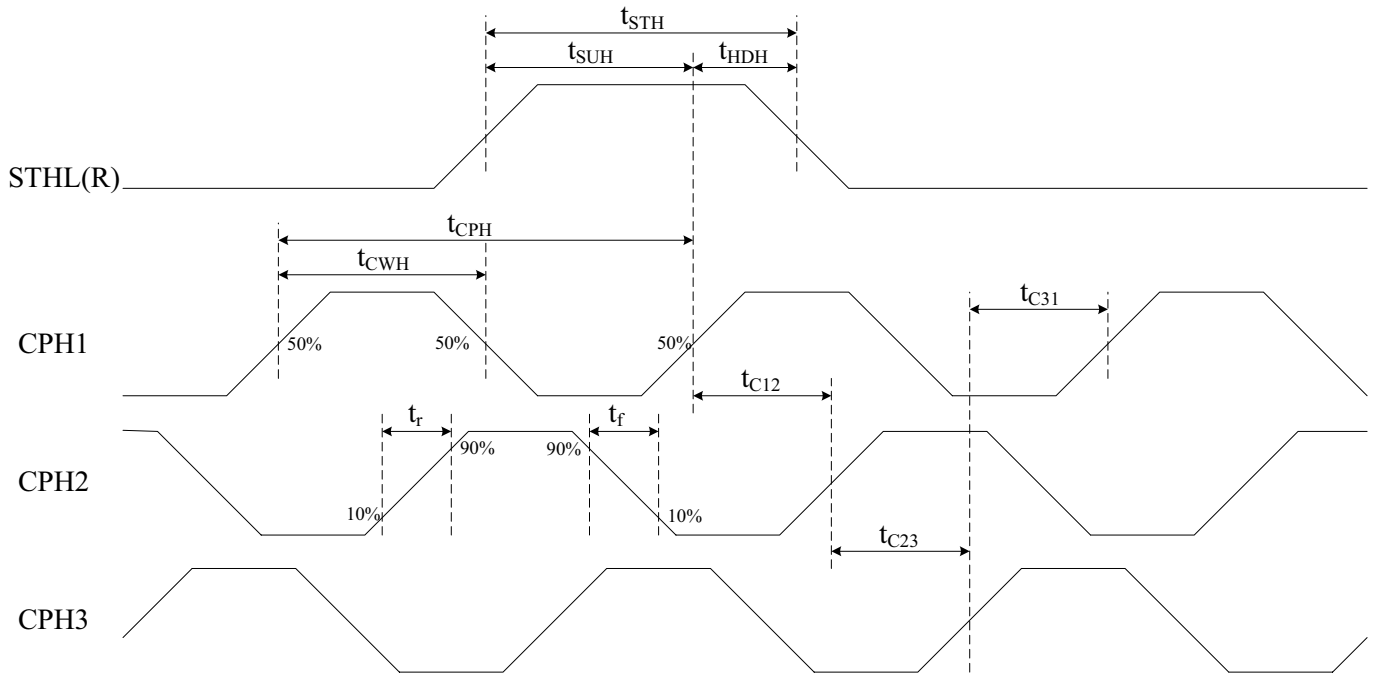 tSTH
tSUH tHDH
STHL(R)
tCPH
tCWH
tC31
CPH1
50% 50% 50%
tC12
tr tf
90% 90%
CPH2
10% 10%
tC23
CPH3